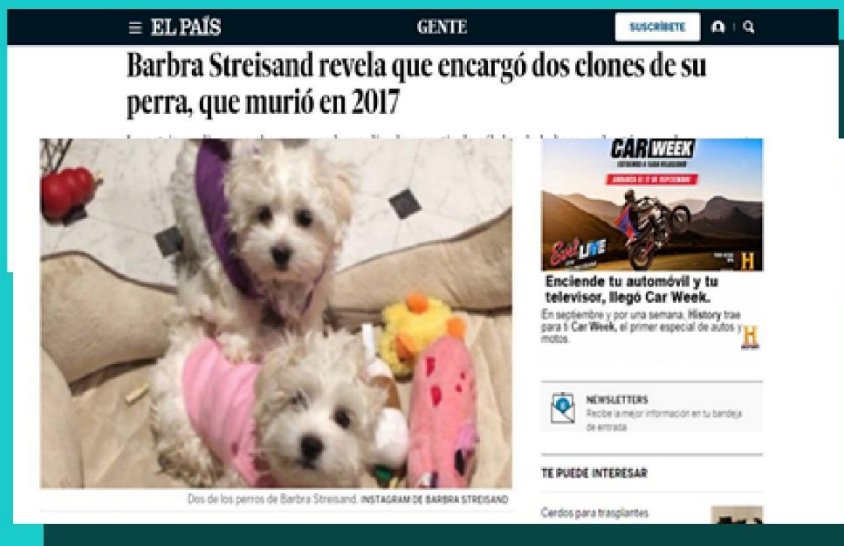 EL PAÍS
GENTE
SUSCRÍBETE
Barbra Streisand revela que encargó dos clones de su
perra, que murió en 2017
CAR WEEK
Evel LIVE
H
Enciende tu automóvil y tu
televisor, llegó Car Week.
En septiembre y por una semana, History trae
para ti Car Week, el primer especial de autos y
motos.
H
HISTORY
NEWSLETTERS
Recibe la mejor información en tu bandeja
de entrada
Dos de los perros de Barbra Streisand. INSTAGRAM DE BARBRA STREISAND
TE PUEDE INTERESAR
Cerdos para trasplantes